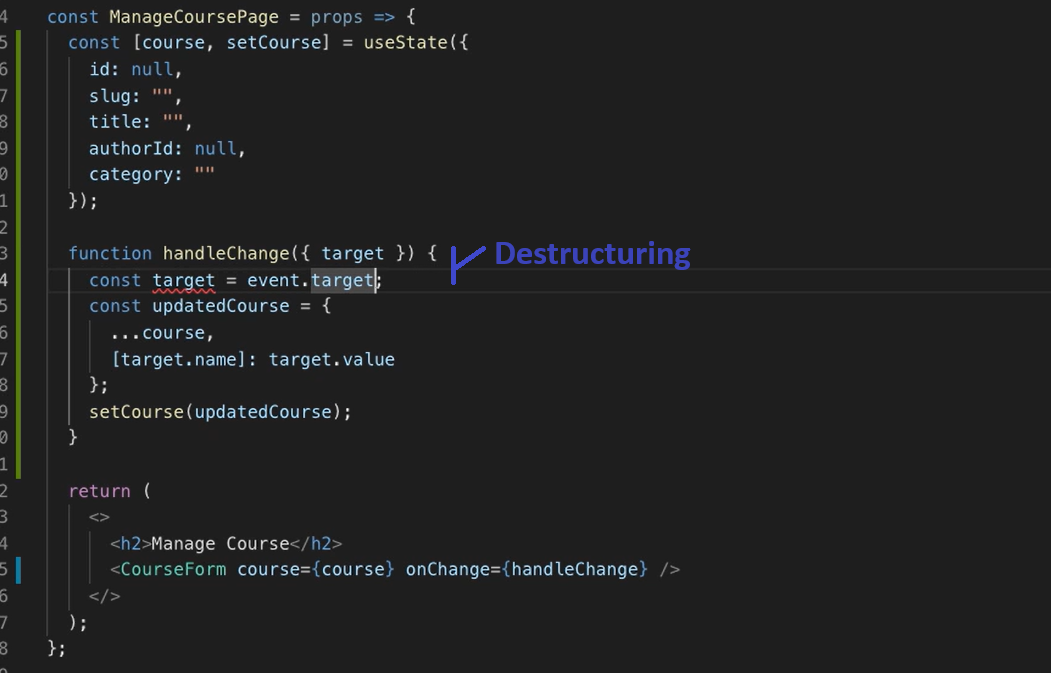 4 const ManageCoursePage = props => {
5 const [course, setCourse] = useState({
6 id: null,
7 slug: "",
8 title: "",
9 authorId: null,
0 category: ""
1 });
2
3 function handleChange({ target }) { Destructuring
4 const target = event.target;
5 const updatedCourse = {
6 ...course,
7 [target.name]: target.value
8 };
9 setCourse(updatedCourse);
0 }
1
2 return (
3 <>
4 <h2>Manage Course</h2>
5 <CourseForm course={course} onChange={handleChange} />
6 </>
7 );
8 };